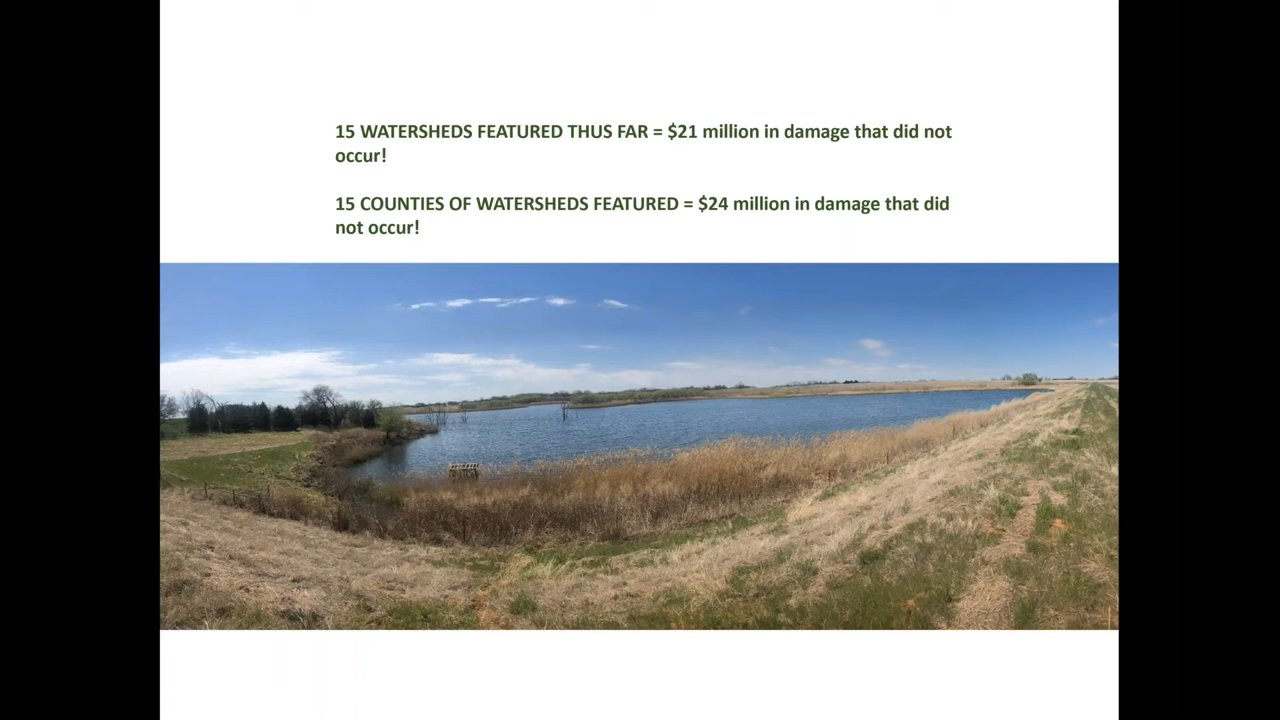 15 WATERSHEDS FEATURED THUS FAR = $21 million in damage that did not
occur!
15 COUNTIES OF WATERSHEDS FEATURED = $24 million in damage that did
not occur!